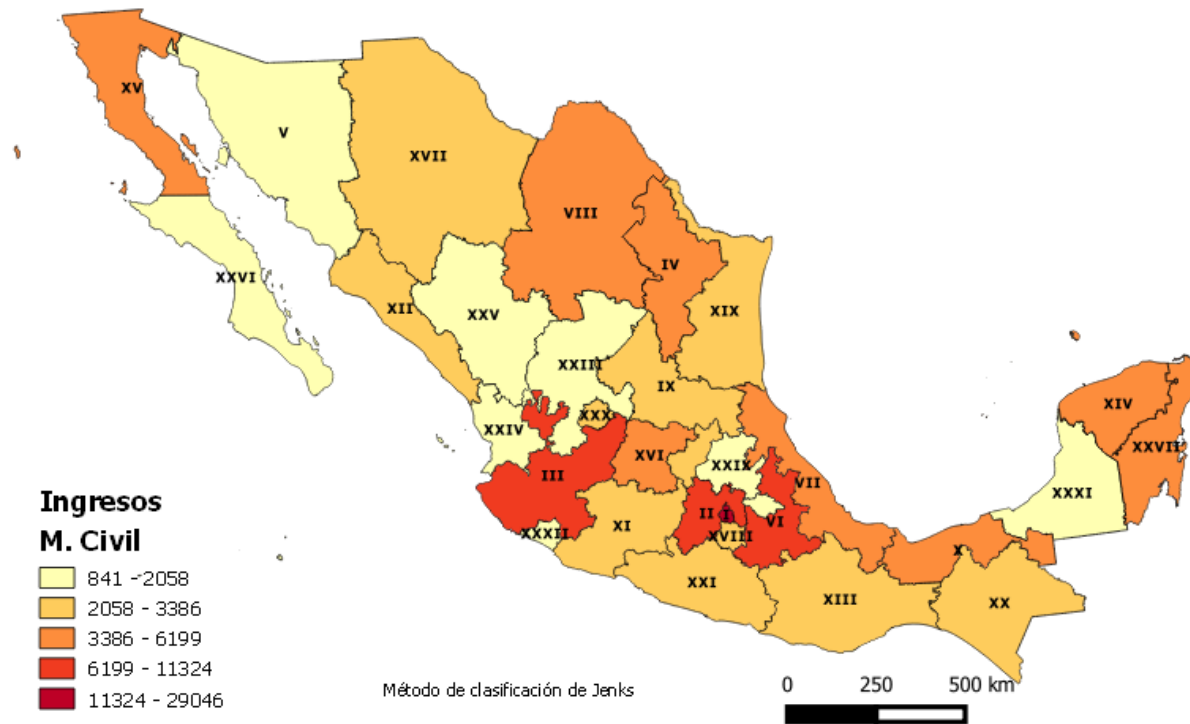 XV
V
XVII
VIII
IV
XXVI
XII
XXV
XIX
XXIII
IX
XXX
XXIV
XVI
XXIX
III
VII
XIV
XXVII
XXXI
II
I
VI
XXXII
XI
XVIII
X
XXI
XIII
XX
Ingresos
M. Civil
841 - 2058
2058 - 3386
3386 - 6199
6199 - 11324
11324 - 29046
Método de clasificación de Jenks
0 250 500 km